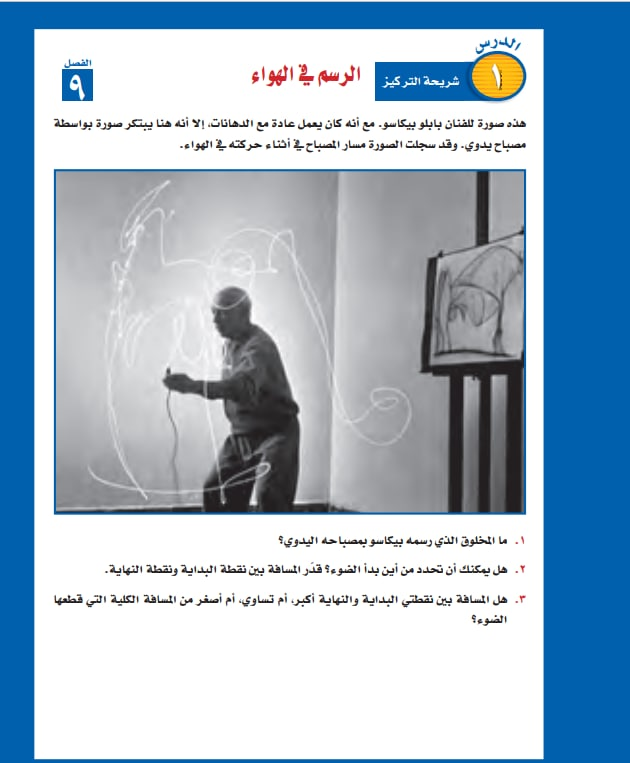 الدرس
١
شريحة التركيز
الرسم في الهواء
الفصل
٩
هذه صورة للفنان بابلو بيكاسو. مع أنه كان يعمل عادة مع الدهانات، إلا أنه هنا يبتكر صورة بواسطة
مصباح يدوي. وقد سجلت الصورة مسار المصباح في أثناء حركته في الهواء.
١. ما المخلوق الذي رسمه بيكاسو بمصباحه اليدوي؟
٢. هل يمكنك أن تحدد من أين بدأ الضوء؟ قدّر المسافة بين نقطة البداية ونقطة النهاية.
٣. هل المسافة بين نقطتي البداية والنهاية أكبر، أم تساوي، أم أصغر من المسافة الكلية التي قطعها
الضوء؟